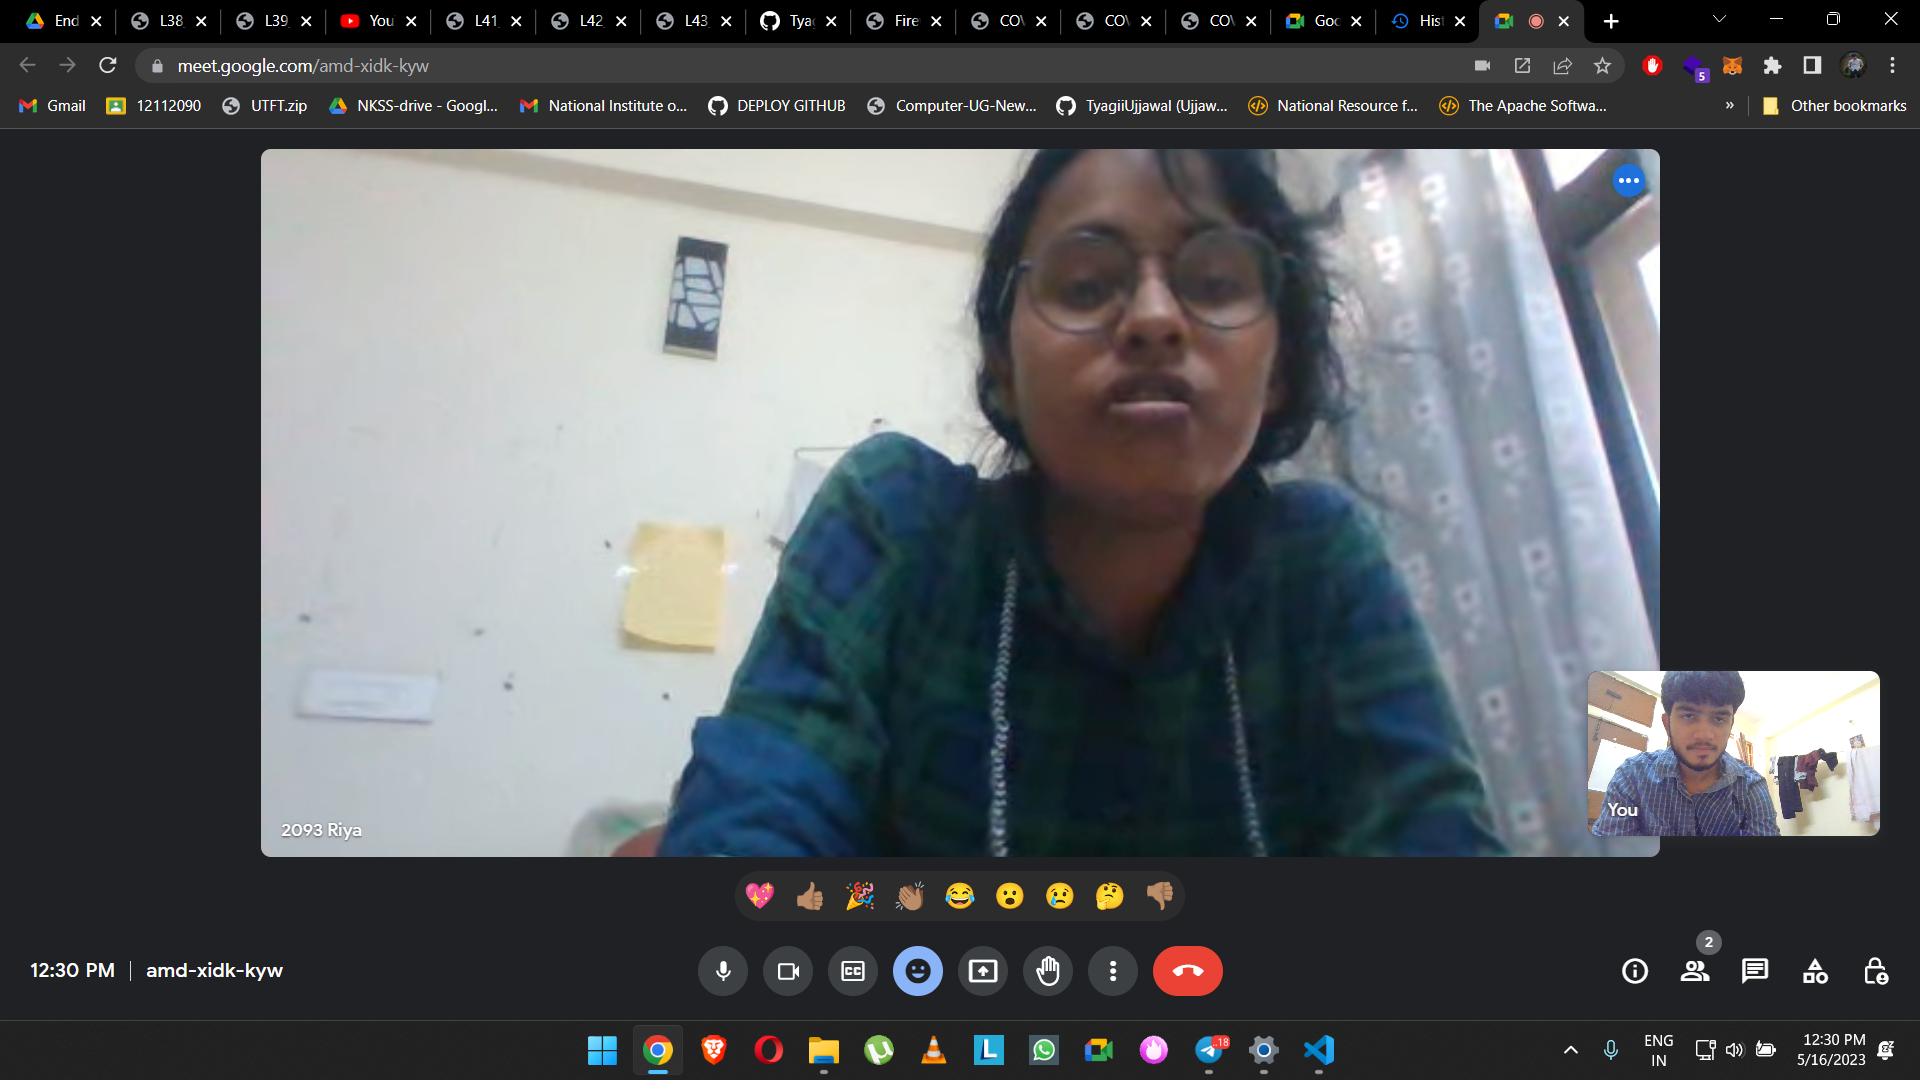 End
L38
L39
You
L41
L42
L43
Tya
Fire
CO
CO
CO
Goo
Hist
meet.google.com/amd-xidk-kyw
5
Gmail
12112090
UTFT.zip
NKSS-drive - Googl...
National Institute o...
DEPLOY GITHUB
Computer-UG-New...
TyagiiUjjawal (Ujjaw...
National Resource f...
The Apache Softwa...
»
Other bookmarks
2093 Riya
You
12:30 PM
amd-xidk-kyw
CC
2
L
18
ENG
IN
12:30 PM
5/16/2023